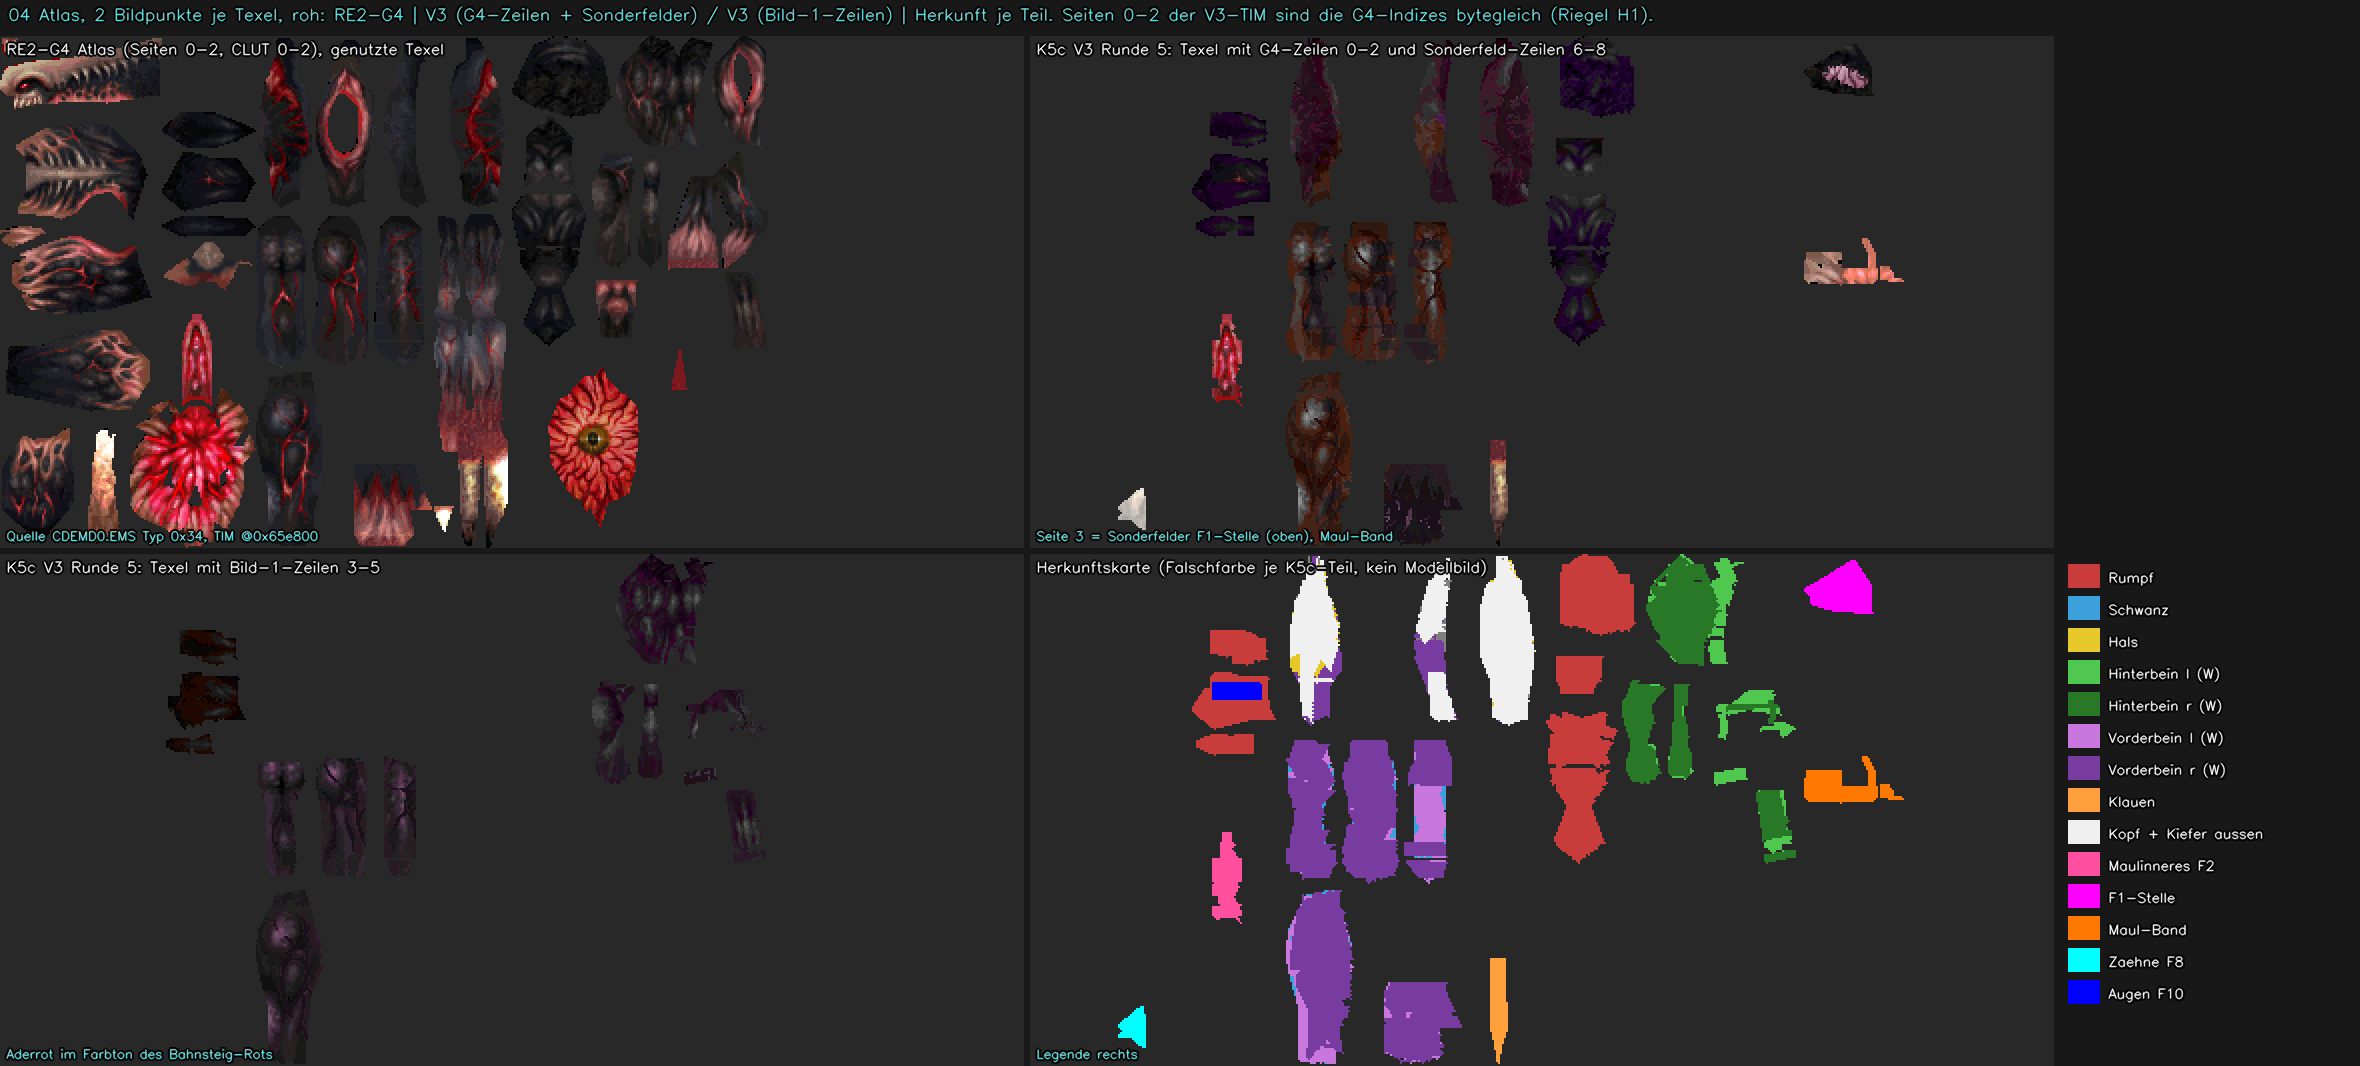 04 Atlas, 2 Bildpunkte je Texel, roh: RE2-G4 | V3 (G4-Zeilen + Sonderfelder) / V3 (Bild-1-Zeilen) | Herkunft je Teil. Seiten 0-2 der V3-TIM sind die G4-Indizes bytegleich (Riegel H1).
RE2-G4 Atlas (Seiten 0-2, CLUT 0-2), genutzte Texel
K5c V3 Runde 5: Texel mit G4-Zeilen 0-2 und Sonderfeld-Zeilen 6-8
Quelle CDEMD0.EMS Typ 0x34, TIM @0x65e800
Seite 3 = Sonderfelder F1-Stelle (oben), Maul-Band
K5c V3 Runde 5: Texel mit Bild-1-Zeilen 3-5
Herkunftskarte (Falschfarbe je K5c-Teil, kein Modellbild)
Rumpf
Schwanz
Hals
Hinterbein l (W)
Hinterbein r (W)
Vorderbein l (W)
Vorderbein r (W)
Klauen
Kopf + Kiefer aussen
Maulinneres F2
F1-Stelle
Maul-Band
Zaehne F8
Augen F10
Aderrot im Farbton des Bahnsteig-Rots
Legende rechts